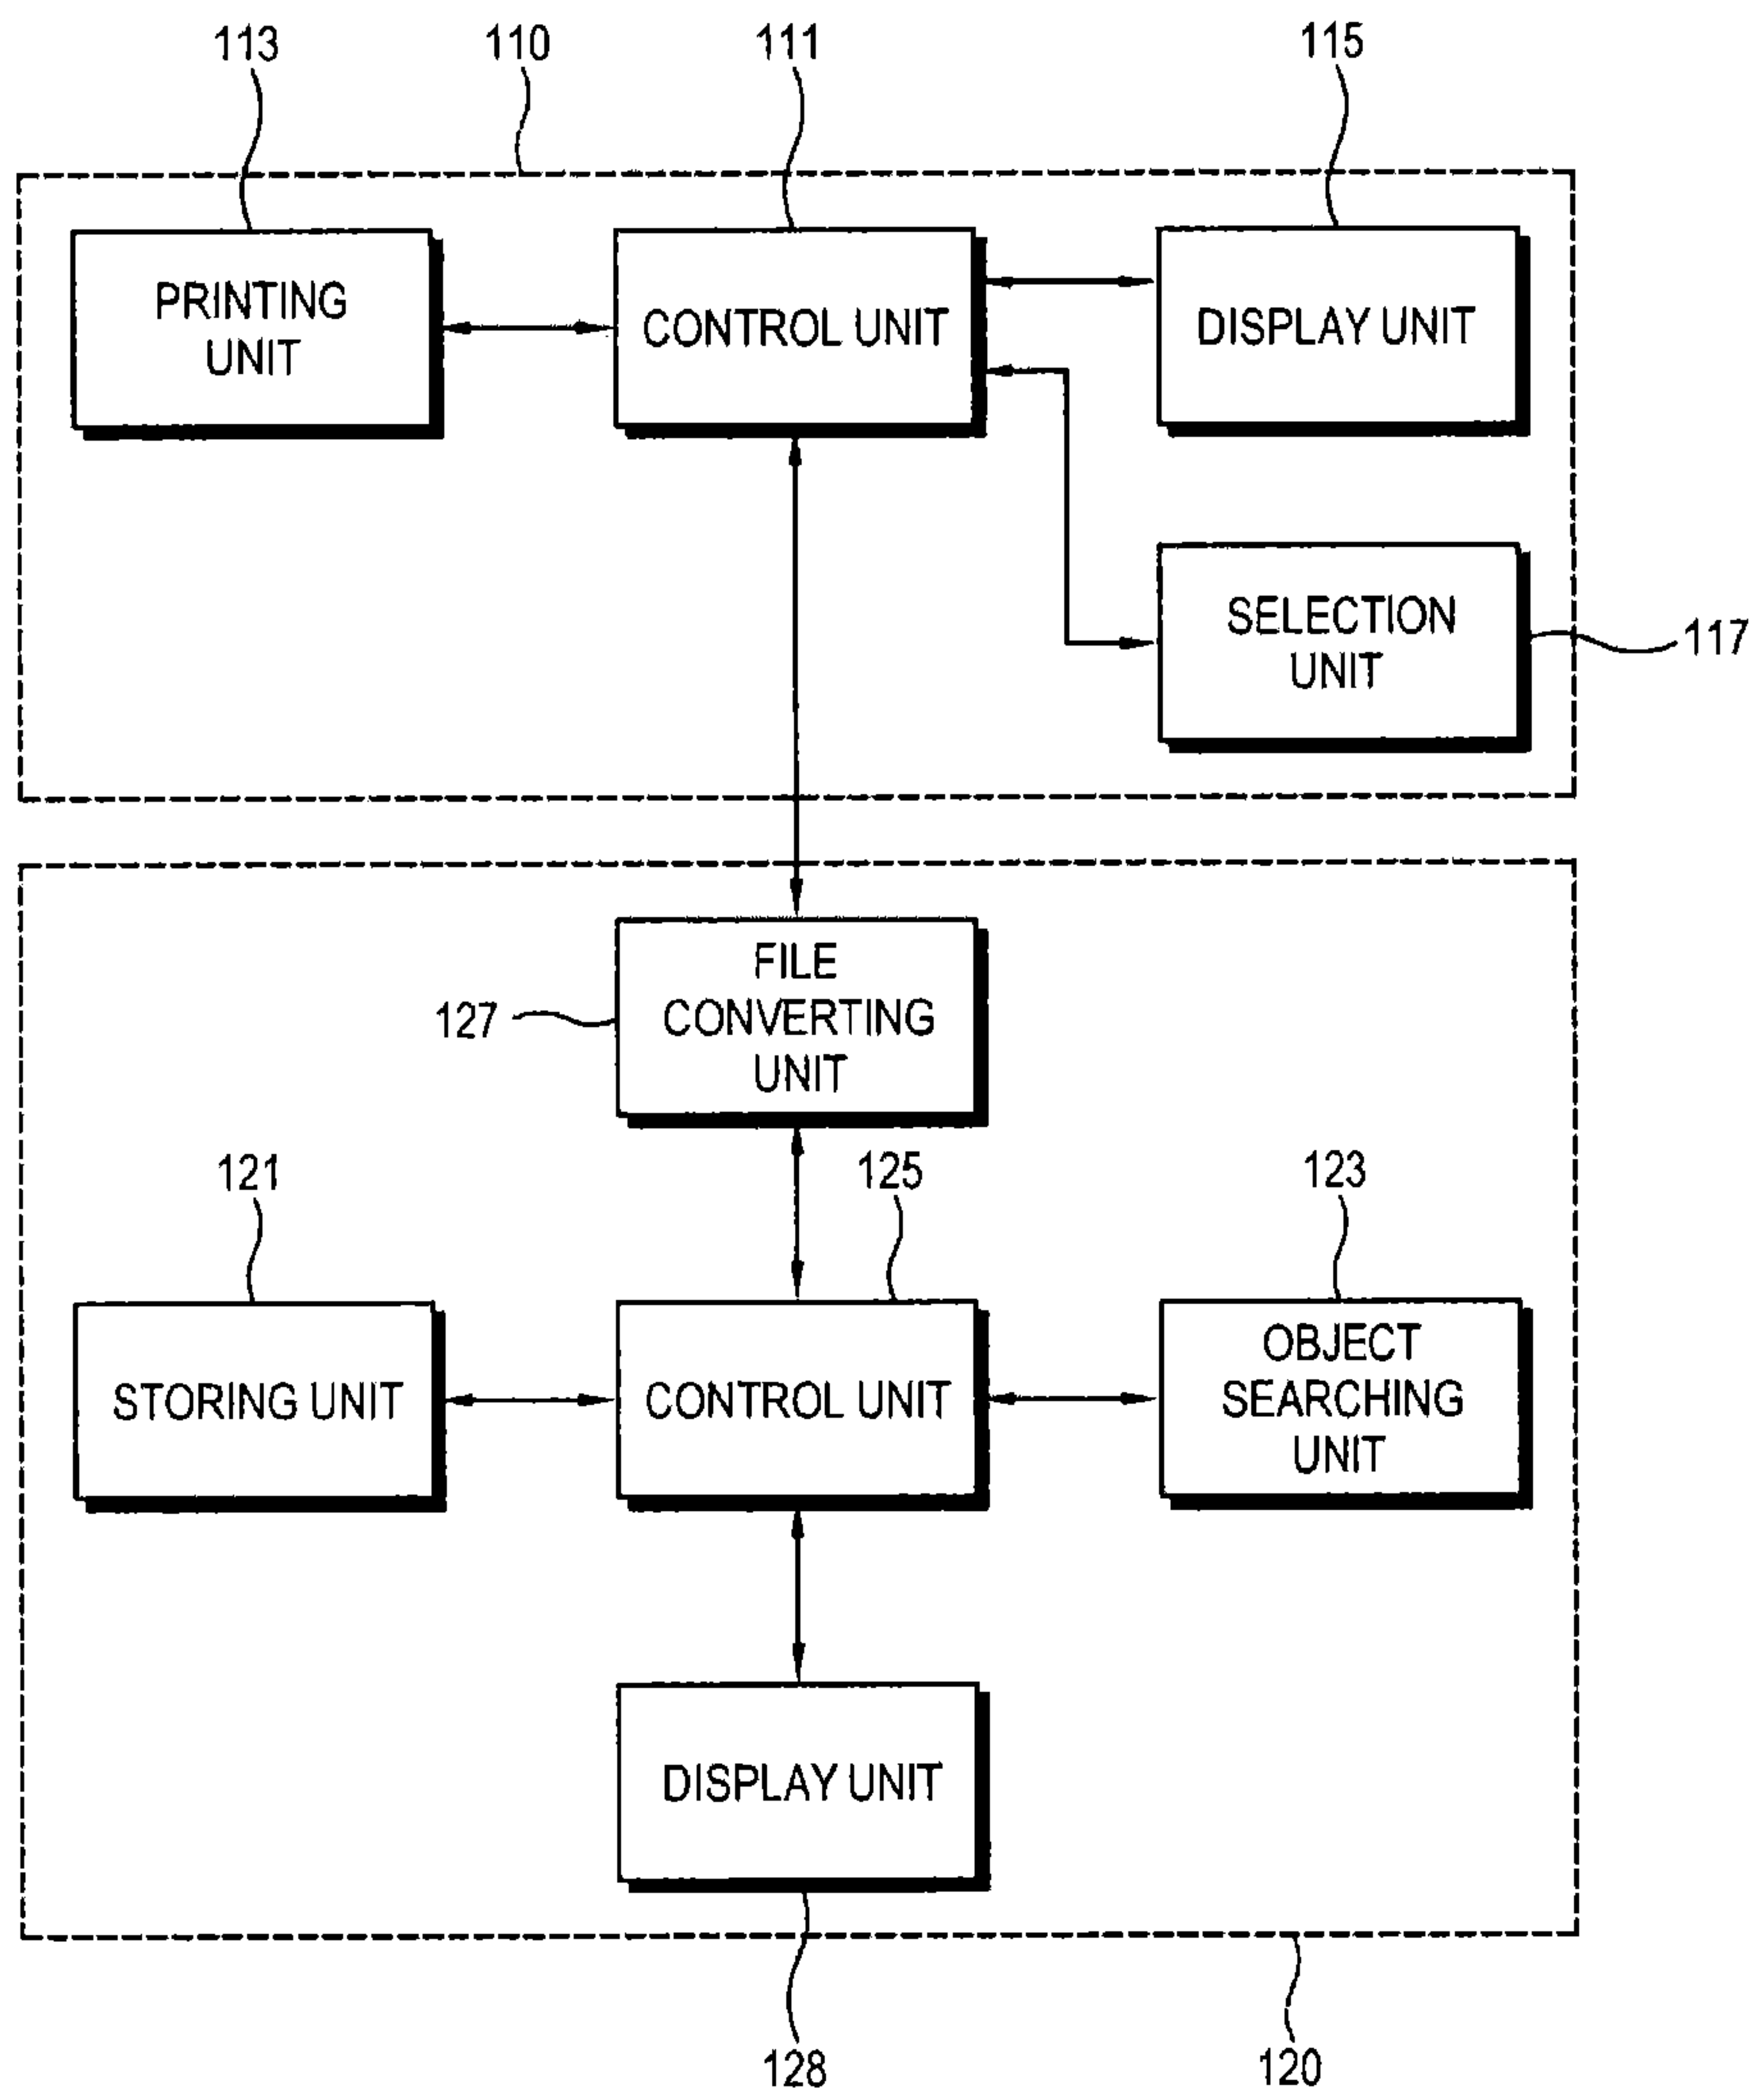 113
110
111
115
PRINTING
UNIT
CONTROL UNIT
DISPLAY UNIT
SELECTION
UNIT
117
FILE
CONVERTING
UNIT
127
121
125
123
STORING UNIT
CONTROL UNIT
OBJECT
SEARCHING
UNIT
DISPLAY UNIT
128
120